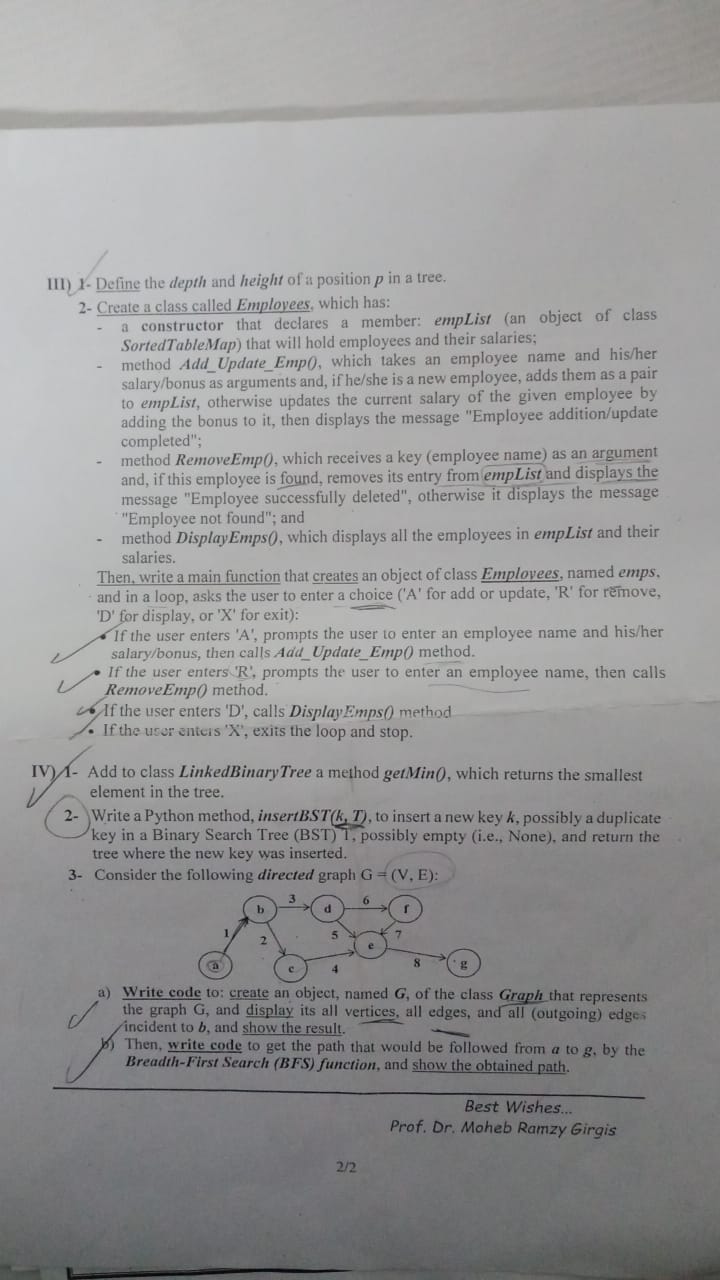 III) 1- Define the depth and height of a position p in a tree.
2- Create a class called Employees, which has:
- a constructor that declares a member: empList (an object of class
SortedTableMap) that will hold employees and their salaries;
- method Add_Update_Emp(), which takes an employee name and his/her
salary/bonus as arguments and, if he/she is a new employee, adds them as a pair
to empList, otherwise updates the current salary of the given employee by
adding the bonus to it, then displays the message "Employee addition/update
completed";
- method RemoveEmp(), which receives a key (employee name) as an argument
and, if this employee is found, removes its entry from empList and displays the
message "Employee successfully deleted", otherwise it displays the message
"Employee not found"; and
- method DisplayEmps(), which displays all the employees in empList and their
salaries.
Then, write a main function that creates an object of class Employees, named emps,
and in a loop, asks the user to enter a choice ('A' for add or update, 'R' for remove,
'D' for display, or 'X' for exit):
• If the user enters 'A', prompts the user to enter an employee name and his/her
salary/bonus, then calls Add_Update_Emp() method.
• If the user enters 'R', prompts the user to enter an employee name, then calls
RemoveEmp() method.
• If the user enters 'D', calls DisplayEmps() method
• If the user enters 'X', exits the loop and stop.
IV) 1- Add to class LinkedBinaryTree a method getMin(), which returns the smallest
element in the tree.
2- Write a Python method, insertBST(k, T), to insert a new key k, possibly a duplicate
key in a Binary Search Tree (BST) T, possibly empty (i.e., None), and return the
tree where the new key was inserted.
3- Consider the following directed graph G = (V, E):
3 6
b d f
1 2 5 7
e
a c 4 8 g
a) Write code to: create an object, named G, of the class Graph that represents
the graph G, and display its all vertices, all edges, and all (outgoing) edges
incident to b, and show the result.
b) Then, write code to get the path that would be followed from a to g, by the
Breadth-First Search (BFS) function, and show the obtained path.
Best Wishes...
Prof. Dr. Moheb Ramzy Girgis
2/2